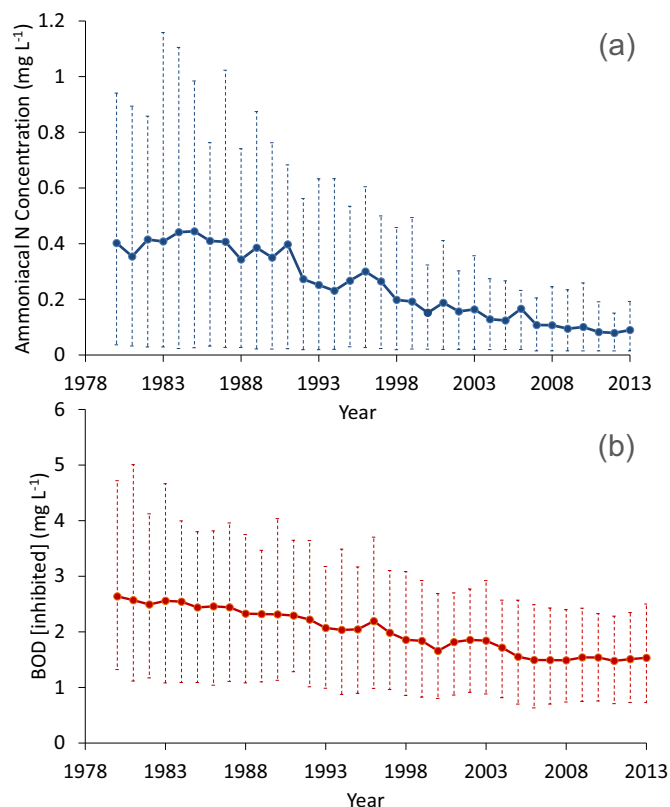 (a)
Ammoniacal N Concentration (mg L-1)
1.2
1
0.8
0.6
0.4
0.2
0
1978 1983 1988 1993 1998 2003 2008 2013
Year
(b)
BOD [inhibited] (mg L-1)
6
5
4
3
2
1
0
1978 1983 1988 1993 1998 2003 2008 2013
Year